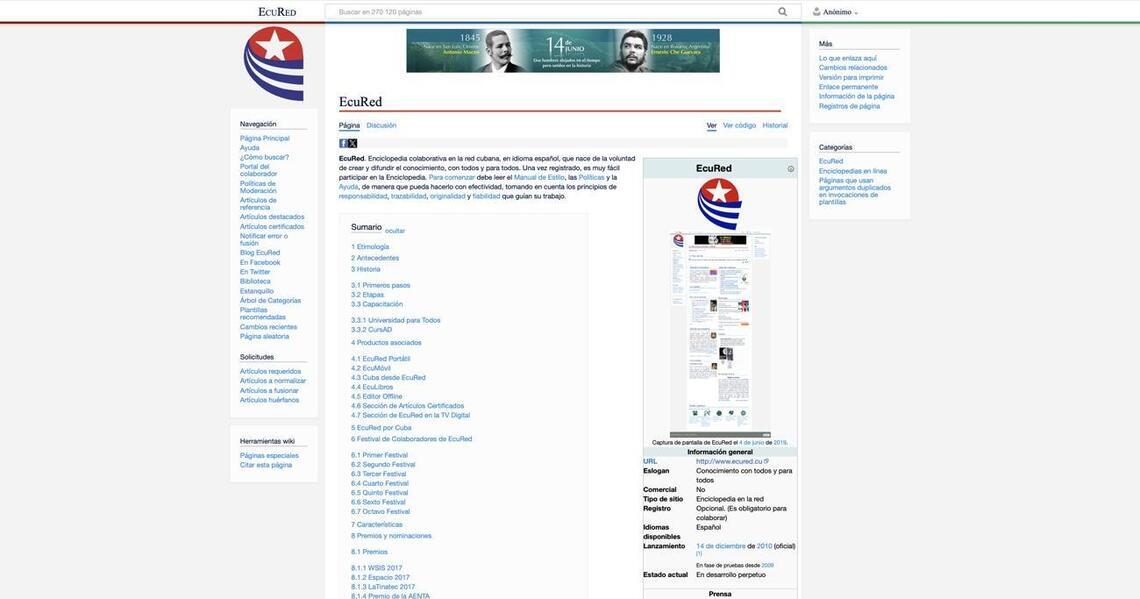 EcuRed
Buscar en 270 120 páginas
Anónimo
1845
Nace en San Luis, Oriente
Antonio Maceo
14 de JUNIO
Dos hombres alejados en el tiempo
pero unidos en la historia
1928
Nace en Rosario, Argentina
Ernesto Che Guevara
Navegación
Página Principal
Ayuda
¿Cómo buscar?
Portal del
colaborador
Políticas de
Moderación
Artículos de
referencia
Artículos destacados
Artículos certificados
Notificar error o
fusión
Blog EcuRed
En Facebook
En Twitter
Biblioteca
Estanquillo
Árbol de Categorías
Plantillas
recomendadas
Cambios recientes
Página aleatoria
Solicitudes
Artículos requeridos
Artículos a normalizar
Artículos a fusionar
Artículos huérfanos
Herramientas wiki
Páginas especiales
Citar esta página
EcuRed
Página Discusión
Ver Ver código Historial
EcuRed. Enciclopedia colaborativa en la red cubana, en idioma español, que nace de la voluntad
de crear y difundir el conocimiento, con todos y para todos. Una vez registrado, es muy fácil
participar en la Enciclopedia. Para comenzar debe leer el Manual de Estilo, las Políticas y la
Ayuda, de manera que pueda hacerlo con efectividad, tomando en cuenta los principios de
responsabilidad, trazabilidad, originalidad y fiabilidad que guían su trabajo.
Sumario ocultar
1 Etimología
2 Antecedentes
3 Historia
3.1 Primeros pasos
3.2 Etapas
3.3 Capacitación
3.3.1 Universidad para Todos
3.3.2 CursAD
4 Productos asociados
4.1 EcuRed Portátil
4.2 EcuMóvil
4.3 Cuba desde EcuRed
4.4 EcuLibros
4.5 Editor Offline
4.6 Sección de Artículos Certificados
4.7 Sección de EcuRed en la TV Digital
5 EcuRed por Cuba
6 Festival de Colaboradores de EcuRed
6.1 Primer Festival
6.2 Segundo Festival
6.3 Tercer Festival
6.4 Cuarto Festival
6.5 Quinto Festival
6.6 Sexto Festival
6.7 Octavo Festival
7 Características
8 Premios y nominaciones
8.1 Premios
8.1.1 WSIS 2017
8.1.2 Espacio 2017
8.1.3 LaTinatec 2017
8.1.4 Premio de la AENTA
EcuRed
Captura de pantalla de EcuRed el 4 de junio de 2019.
Información general
URL http://www.ecured.cu
Eslogan Conocimiento con todos y para
todos
Comercial No
Tipo de sitio Enciclopedia en la red
Registro Opcional. (Es obligatorio para
colaborar)
Idiomas Español
disponibles
Lanzamiento 14 de diciembre de 2010 (oficial)
[1]
En fase de pruebas desde 2009
Estado actual En desarrollo perpetuo
Prensa
Más
Lo que enlaza aquí
Cambios relacionados
Versión para imprimir
Enlace permanente
Información de la página
Registros de página
Categorías
EcuRed
Enciclopedias en línea
Páginas que usan
argumentos duplicados
en invocaciones de
plantillas